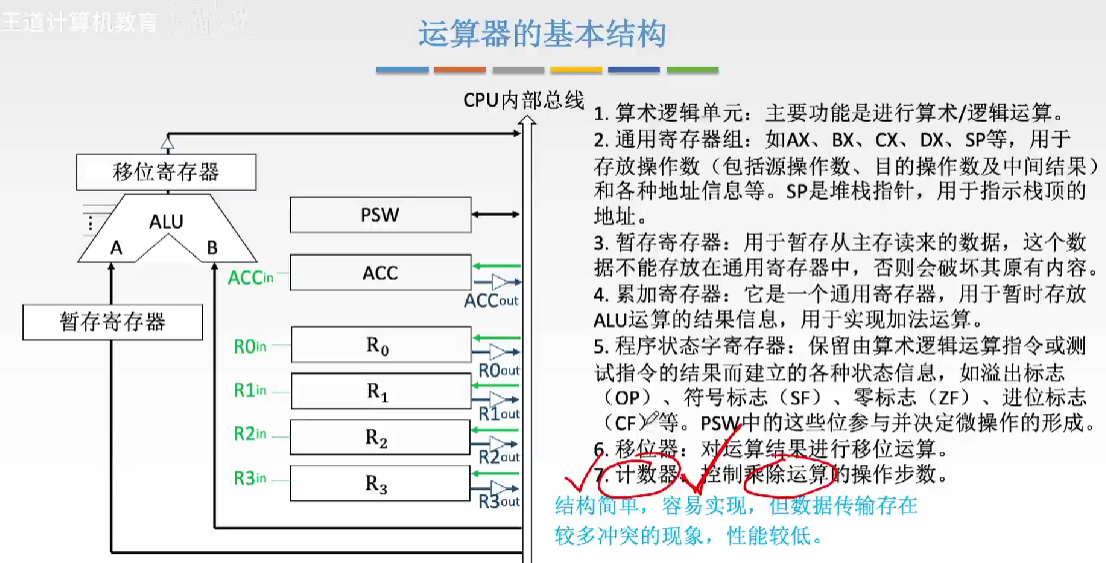 王道计算机教育
运算器的基本结构
CPU内部总线
移位寄存器
ALU
A
B
暂存寄存器
PSW
ACCin
ACC
ACCout
R0in
R₀
R0out
R1in
R₁
R1out
R2in
R₂
R2out
R3in
R₃
R3out
1. 算术逻辑单元：主要功能是进行算术/逻辑运算。
2. 通用寄存器组：如AX、BX、CX、DX、SP等，用于
存放操作数（包括源操作数、目的操作数及中间结果）
和各种地址信息等。SP是堆栈指针，用于指示栈顶的
地址。
3. 暂存寄存器：用于暂存从主存读来的数据，这个数
据不能存放在通用寄存器中，否则会破坏其原有内容。
4. 累加寄存器：它是一个通用寄存器，用于暂时存放
ALU运算的结果信息，用于实现加法运算。
5. 程序状态字寄存器：保留由算术逻辑运算指令或测
试指令的结果而建立的各种状态信息，如溢出标志
（OP）、符号标志（SF）、零标志（ZF）、进位标志
（CF）等。PSW中的这些位参与并决定微操作的形成。
6. 移位器：对运算结果进行移位运算。
7. 计数器：控制乘除运算的操作步数。
结构简单，容易实现，但数据传输存在
较多冲突的现象，性能较低。